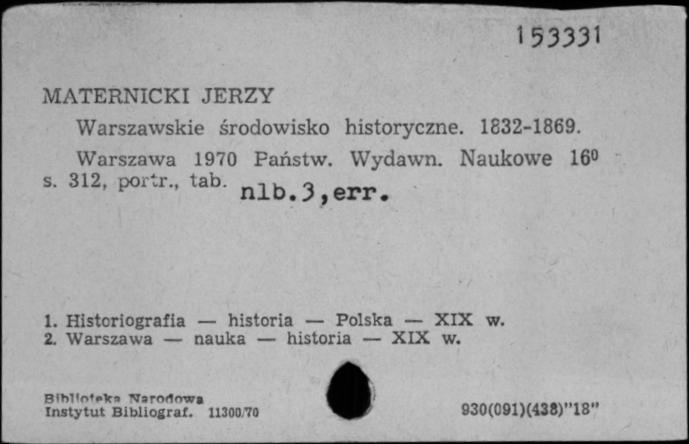 153331
MATERNICKI JERZY
Warszawskie środowisko historyczne. 1832-1869.
Warszawa 1970 Państw. Wydawn. Naukowe 16⁰
s. 312, portr., tab. nlb.3,err.
1. Historiografia — historia — Polska — XIX w.
2. Warszawa — nauka — historia — XIX w.
Biblioteka Narodowa
Instytut Bibliograf. 11300/70
930(091)(438)"18"